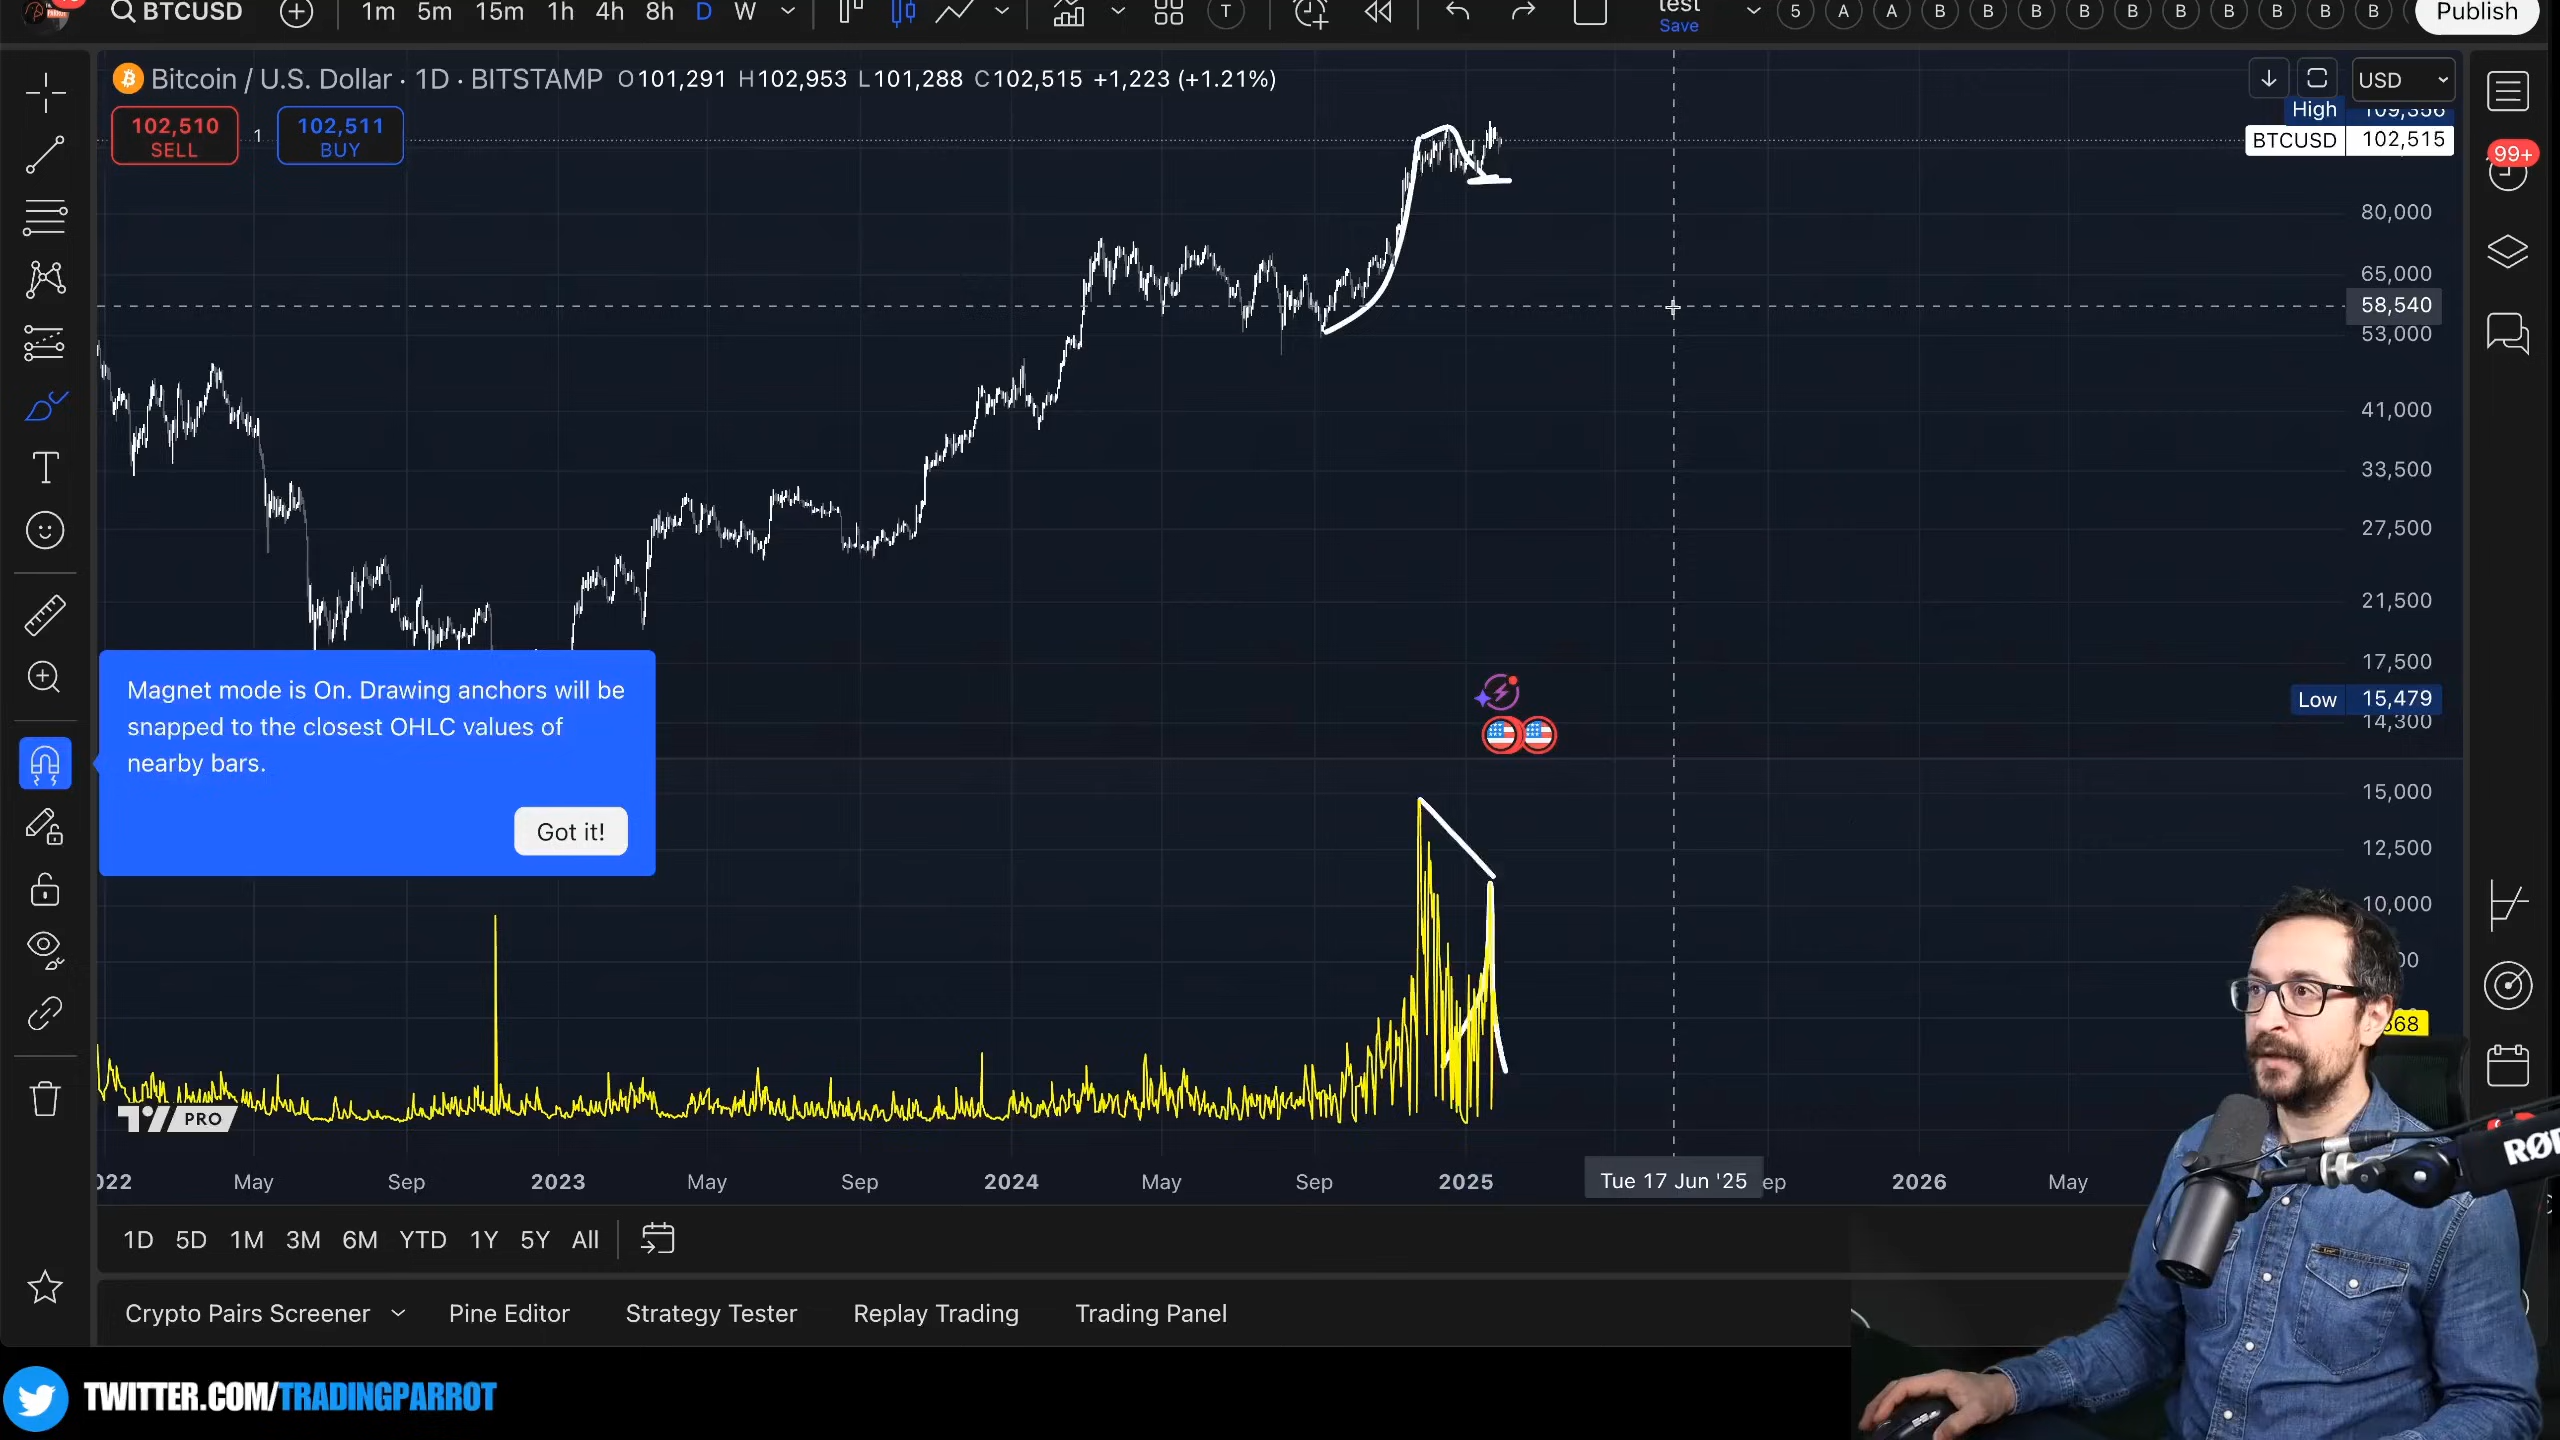 BTCUSD
1m 5m 15m 1h 4h 8h D W
T
test
Save
5 A A B B B B B B B B B B
Publish
Bitcoin / U.S. Dollar · 1D · BITSTAMP O101,291 H102,953 L101,288 C102,515 +1,223 (+1.21%)
USD
102,510
SELL
1
102,511
BUY
High 109,356
BTCUSD 102,515
99+
80,000
65,000
58,540
53,000
41,000
33,500
27,500
21,500
17,500
Low 15,479
14,300
Magnet mode is On. Drawing anchors will be
snapped to the closest OHLC values of
nearby bars.
Got it!
15,000
12,500
10,000
PRO
May Sep 2023 May Sep 2024 May Sep 2025 Tue 17 Jun '25 2026 May
1D 5D 1M 3M 6M YTD 1Y 5Y All
Crypto Pairs Screener Pine Editor Strategy Tester Replay Trading Trading Panel
TWITTER.COM/TRADINGPARROT